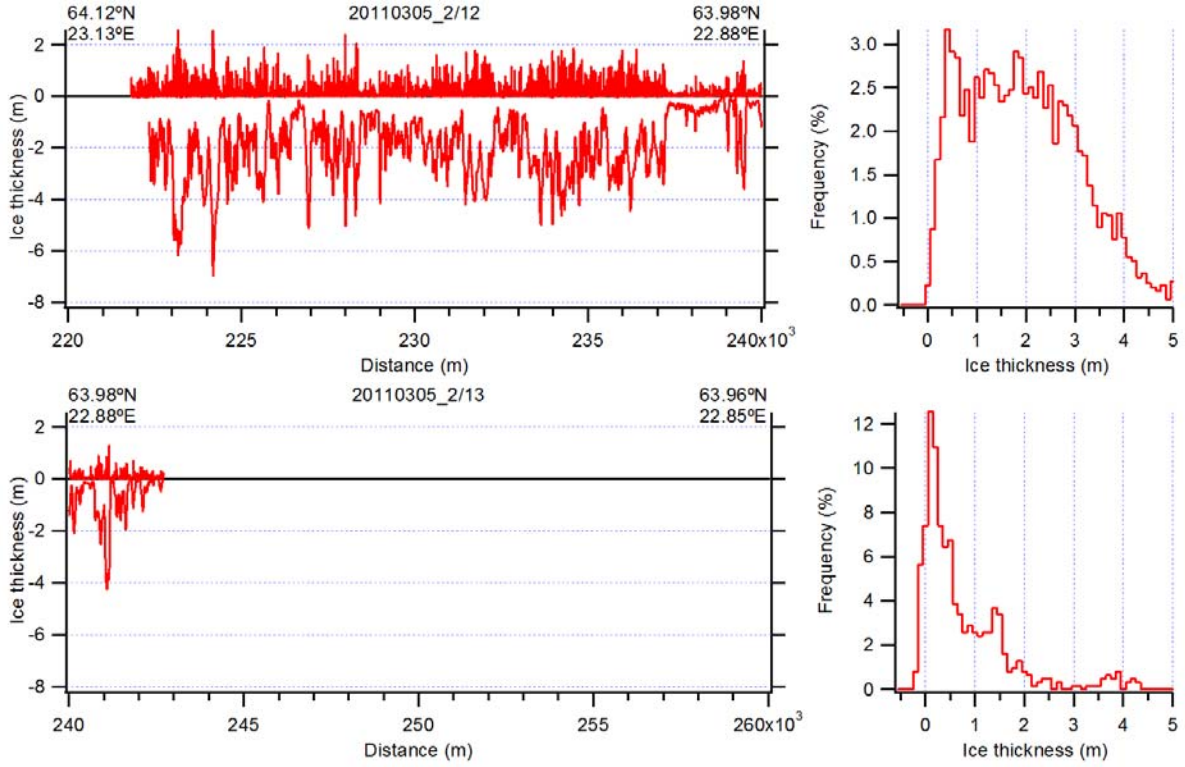 64.12ºN
23.13ºE
20110305_2/12
63.98ºN
22.88ºE
2
0
-2
-4
-6
-8
Ice thickness (m)
220
225
230
235
240x10³
Distance (m)
3.0
2.5
2.0
1.5
1.0
0.5
0.0
Frequency (%)
0
1
2
3
4
5
Ice thickness (m)
63.98ºN
22.88ºE
20110305_2/13
63.96ºN
22.85ºE
2
0
-2
-4
-6
-8
Ice thickness (m)
240
245
250
255
260x10³
Distance (m)
12
10
8
6
4
2
0
Frequency (%)
0
1
2
3
4
5
Ice thickness (m)